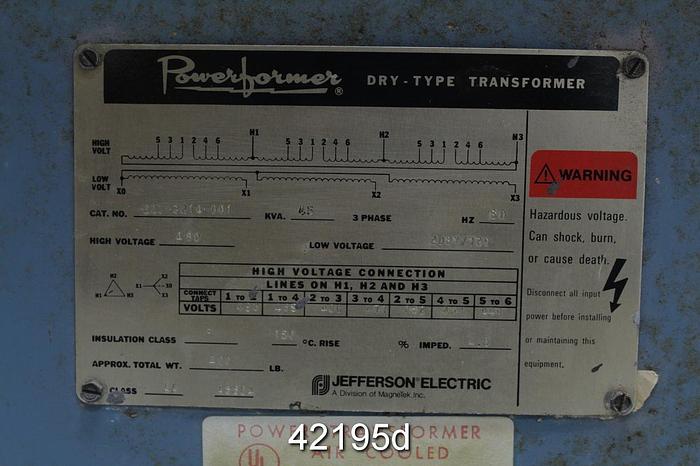 Powerformer ® DRY-TYPE TRANSFORMER
H1 H2 H3
HIGH VOLT 5 3 1 2 4 6 5 3 1 2 4 6 5 3 1 2 4 6
LOW VOLT
X0 X1 X2 X3
CAT. NO. KVA. 3 PHASE HZ
HIGH VOLTAGE 480 LOW VOLTAGE
HIGH VOLTAGE CONNECTION
LINES ON H1, H2 AND H3
H2 H1 H3
X2 X1 X0 X3
CONNECT TAPS 1 TO 2 1 TO 4 2 TO 3 3 TO 4 2 TO 5 4 TO 5 5 TO 6
VOLTS
INSULATION CLASS 150 °C. RISE % IMPED.
APPROX. TOTAL WT. LB.
CLASS
JEFFERSON ELECTRIC
A Division of MagneTek, Inc.
WARNING
Hazardous voltage.
Can shock, burn,
or cause death.
Disconnect all input
power before installing
or maintaining this
equipment.
42195d
AIR COOLED
UL